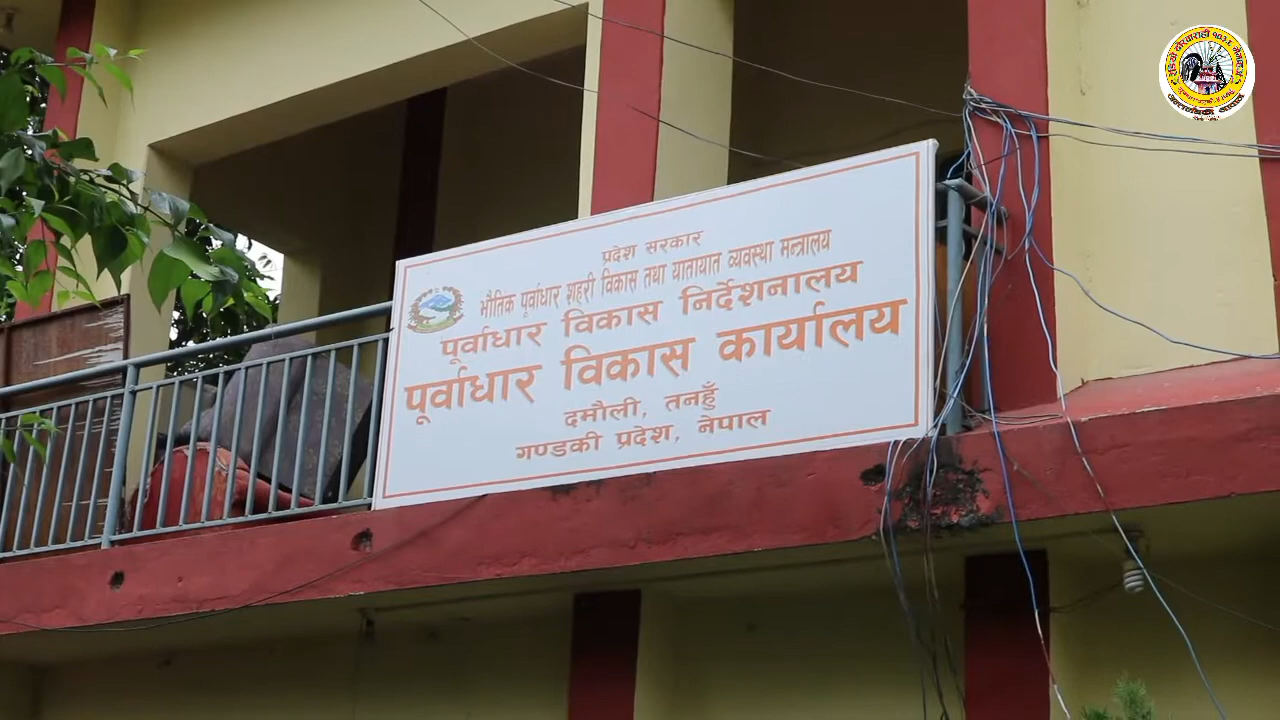 प्रदेश सरकार
भौतिक पूर्वाधार शहरी विकास तथा यातायात व्यवस्था मन्त्रालय
पूर्वाधार विकास निर्देशनालय
पूर्वाधार विकास कार्यालय
दमौली, तनहुँ
गण्डकी प्रदेश, नेपाल